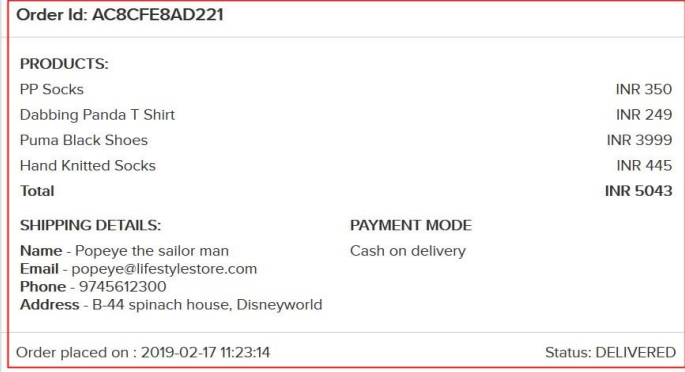 Order Id: AC8CFE8AD221
PRODUCTS:
PP Socks INR 350
Dabbing Panda T Shirt INR 249
Puma Black Shoes INR 3999
Hand Knitted Socks INR 445
Total INR 5043
SHIPPING DETAILS: PAYMENT MODE
Name - Popeye the sailor man Cash on delivery
Email - popeye@lifestylestore.com
Phone - 9745612300
Address - B-44 spinach house, Disneyworld
Order placed on : 2019-02-17 11:23:14 Status: DELIVERED